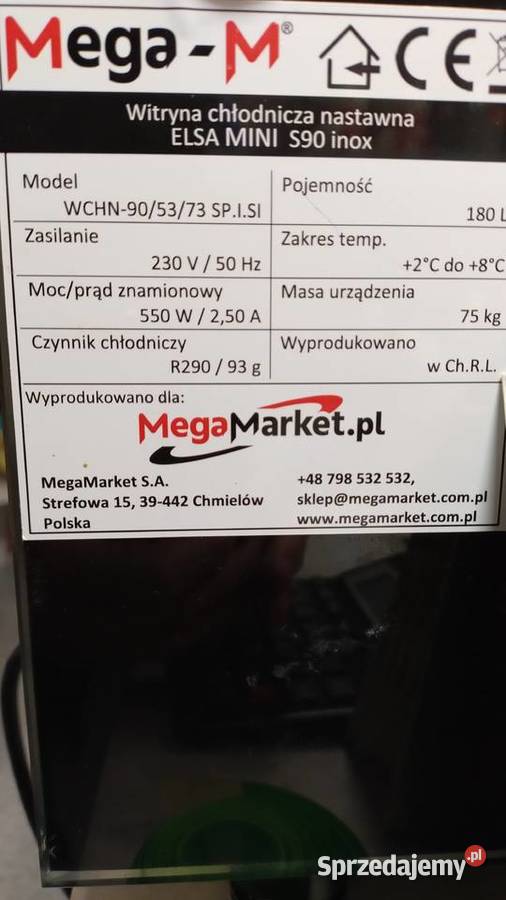 Mega-M®
CE
Witryna chłodnicza nastawna
ELSA MINI S90 inox
Model
WCHN-90/53/73 SP.I.SI
Pojemność
180 L
Zasilanie
230 V / 50 Hz
Zakres temp.
+2°C do +8°C
Moc/prąd znamionowy
550 W / 2,50 A
Masa urządzenia
75 kg
Czynnik chłodniczy
R290 / 93 g
Wyprodukowano
w Ch.R.L.
Wyprodukowano dla:
MegaMarket.pl
MegaMarket S.A.
Strefowa 15, 39-442 Chmielów
Polska
+48 798 532 532,
sklep@megamarket.com.pl
www.megamarket.com.pl
Sprzedajemy.pl